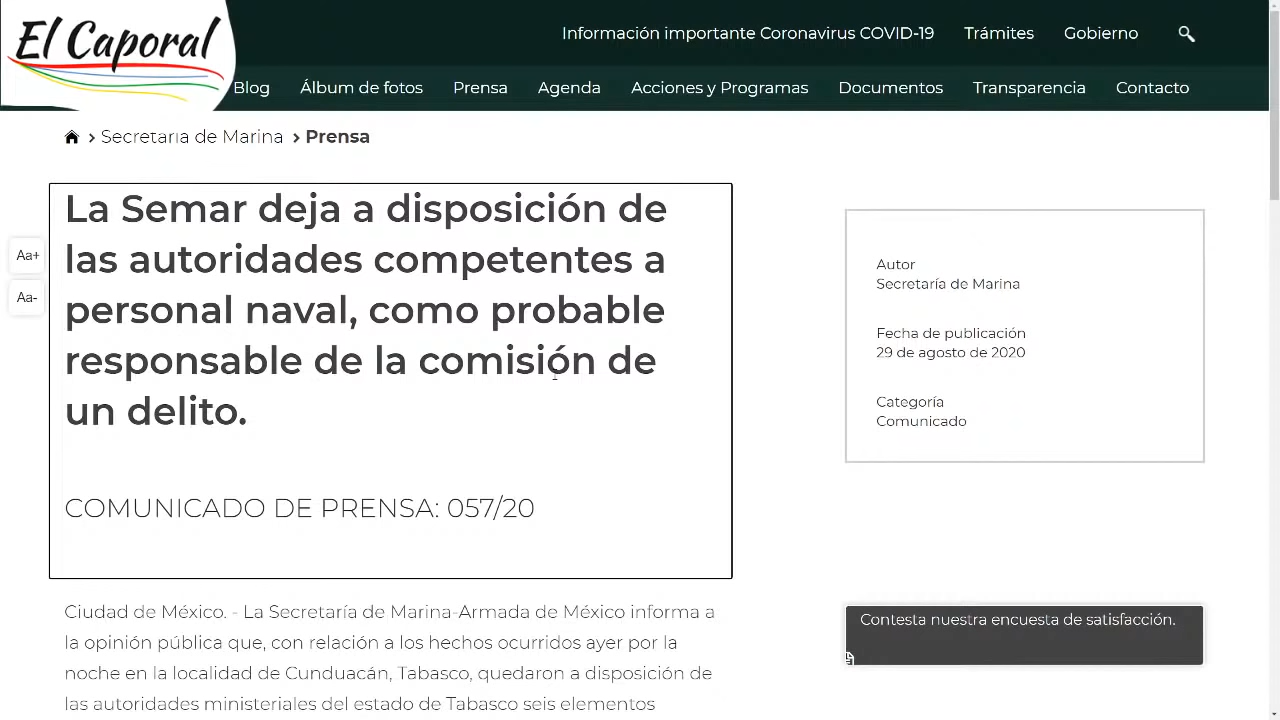 El Caporal
Información importante Coronavirus COVID-19 Trámites Gobierno
Blog Álbum de fotos Prensa Agenda Acciones y Programas Documentos Transparencia Contacto
Secretaría de Marina > Prensa
La Semar deja a disposición de
las autoridades competentes a
personal naval, como probable
responsable de la comisión de
un delito.
COMUNICADO DE PRENSA: 057/20
Aa+
Aa-
Autor
Secretaría de Marina
Fecha de publicación
29 de agosto de 2020
Categoría
Comunicado
Ciudad de México. - La Secretaría de Marina-Armada de México informa a
la opinión pública que, con relación a los hechos ocurridos ayer por la
noche en la localidad de Cunduacán, Tabasco, quedaron a disposición de
las autoridades ministeriales del estado de Tabasco seis elementos
Contesta nuestra encuesta de satisfacción.